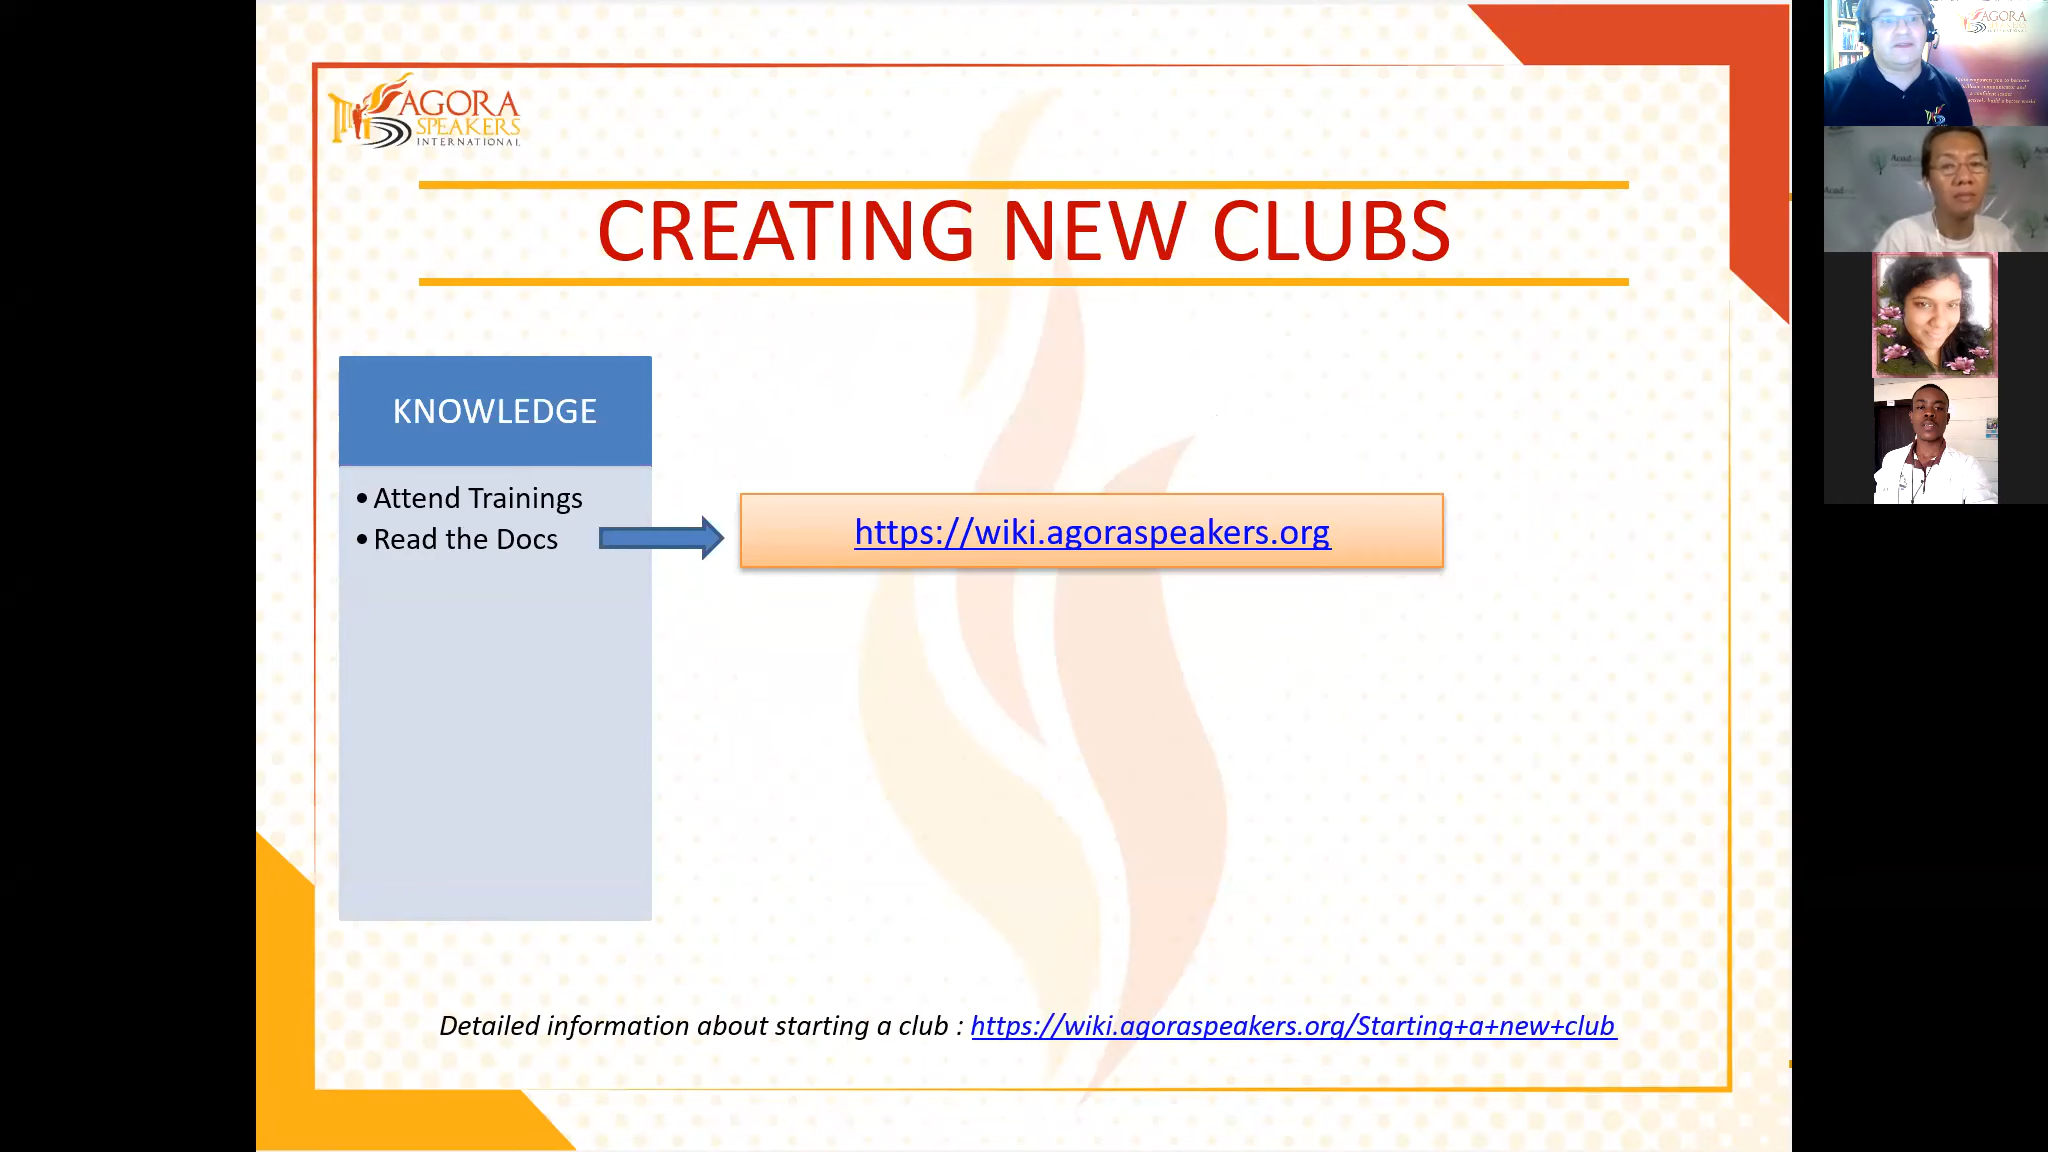 AGORA
SPEAKERS
INTERNATIONAL
CREATING NEW CLUBS
KNOWLEDGE
•Attend Trainings
•Read the Docs
https://wiki.agoraspeakers.org
Detailed information about starting a club : https://wiki.agoraspeakers.org/Starting+a+new+club
AGORA